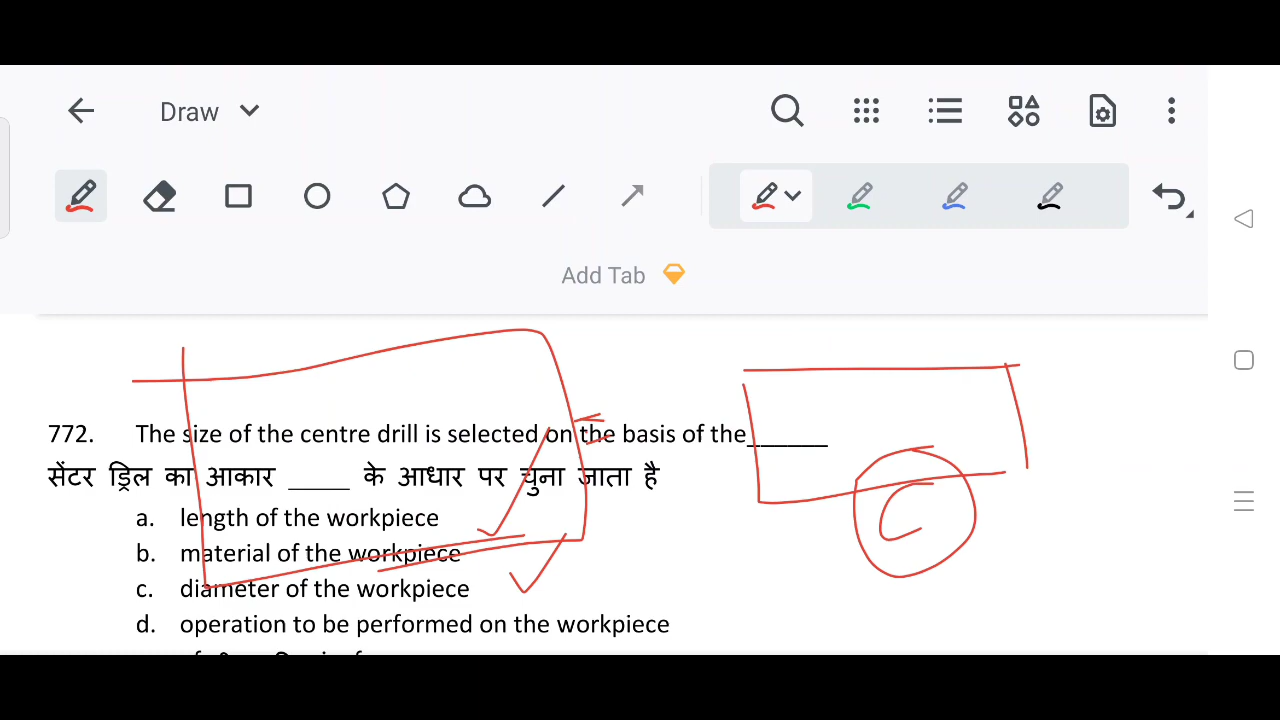 Draw
Add Tab
772. The size of the centre drill is selected on the basis of the______
सेंटर ड्रिल का आकार ____ के आधार पर चुना जाता है
a. length of the workpiece
b. material of the workpiece
c. diameter of the workpiece
d. operation to be performed on the workpiece
C